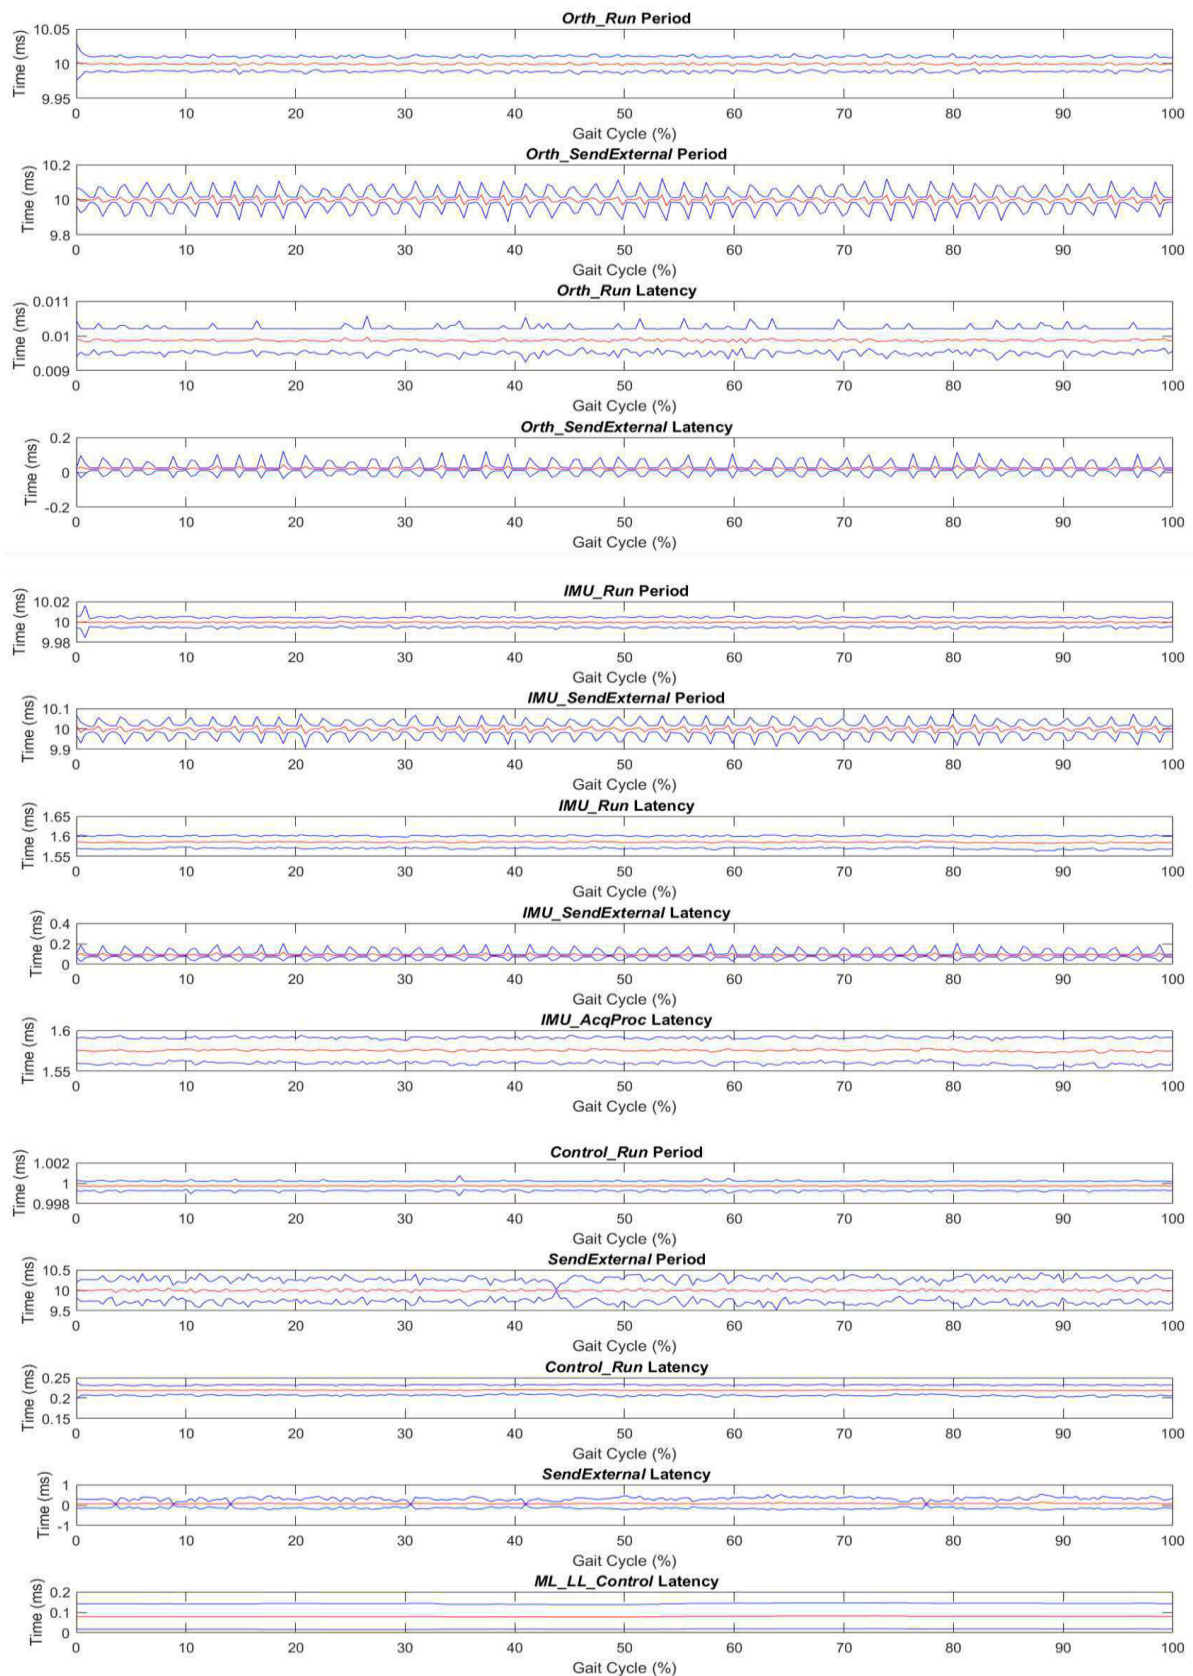 Orth_Run Period
10.05
10
9.95
Time (ms)
0 10 20 30 40 50 60 70 80 90 100
Gait Cycle (%)
Orth_SendExternal Period
10.2
10
9.8
Time (ms)
0 10 20 30 40 50 60 70 80 90 100
Gait Cycle (%)
Orth_Run Latency
0.011
0.01
0.009
Time (ms)
0 10 20 30 40 50 60 70 80 90 100
Gait Cycle (%)
Orth_SendExternal Latency
0.2
0
-0.2
Time (ms)
0 10 20 30 40 50 60 70 80 90 100
Gait Cycle (%)
IMU_Run Period
10.02
10
9.98
Time (ms)
0 10 20 30 40 50 60 70 80 90 100
Gait Cycle (%)
IMU_SendExternal Period
10.1
10
9.9
Time (ms)
0 10 20 30 40 50 60 70 80 90 100
Gait Cycle (%)
IMU_Run Latency
1.65
1.6
1.55
Time (ms)
0 10 20 30 40 50 60 70 80 90 100
Gait Cycle (%)
IMU_SendExternal Latency
0.4
0.2
0
Time (ms)
0 10 20 30 40 50 60 70 80 90 100
Gait Cycle (%)
IMU_AcqProc Latency
1.6
1.55
Time (ms)
0 10 20 30 40 50 60 70 80 90 100
Gait Cycle (%)
Control_Run Period
1.002
1
0.998
Time (ms)
0 10 20 30 40 50 60 70 80 90 100
Gait Cycle (%)
SendExternal Period
10.5
10
9.5
Time (ms)
0 10 20 30 40 50 60 70 80 90 100
Gait Cycle (%)
Control_Run Latency
0.25
0.2
0.15
Time (ms)
0 10 20 30 40 50 60 70 80 90 100
Gait Cycle (%)
SendExternal Latency
1
0
-1
Time (ms)
0 10 20 30 40 50 60 70 80 90 100
Gait Cycle (%)
ML_LL_Control Latency
0.2
0.1
0
Time (ms)
0 10 20 30 40 50 60 70 80 90 100
Gait Cycle (%)